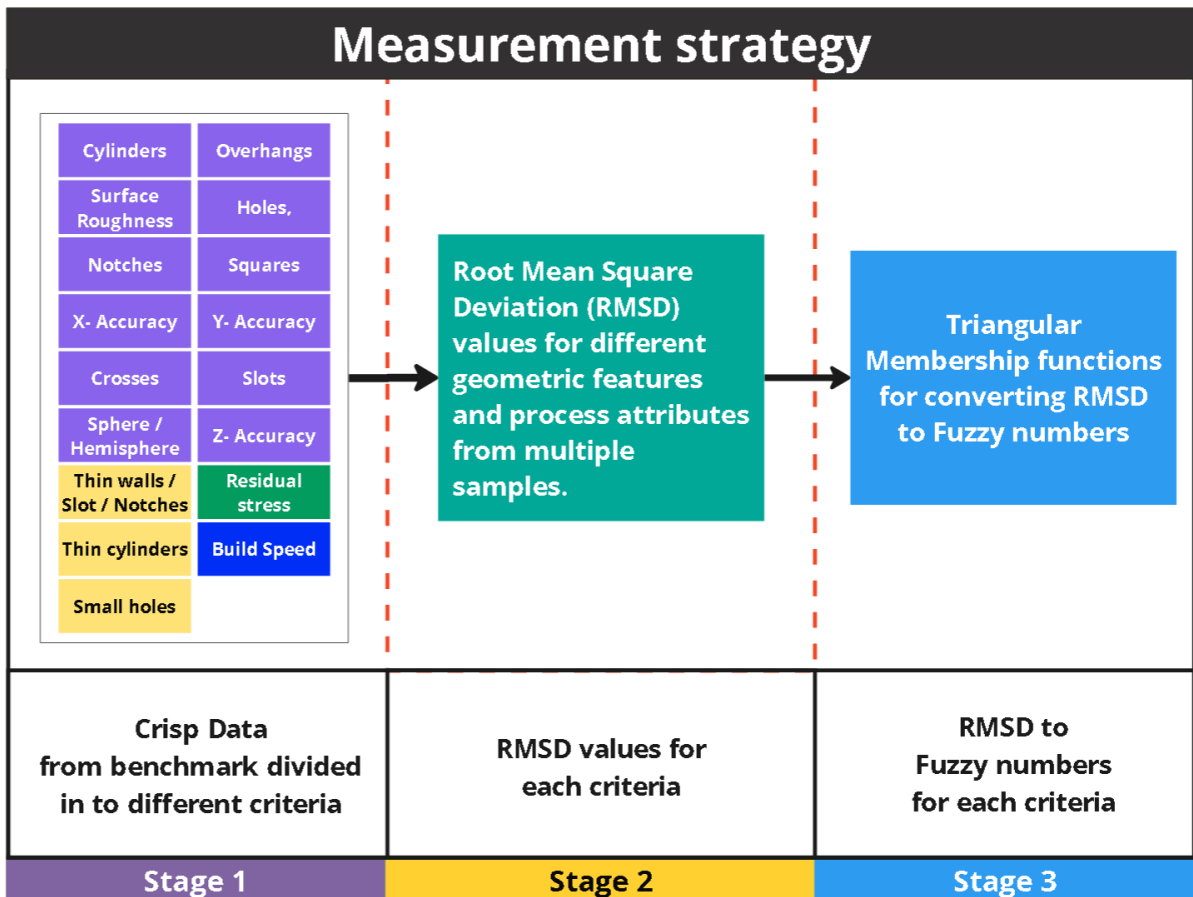 Measurement strategy
Cylinders
Overhangs
Surface
Roughness
Holes,
Notches
Squares
X- Accuracy
Y- Accuracy
Crosses
Slots
Sphere /
Hemisphere
Z- Accuracy
Thin walls /
Slot / Notches
Residual
stress
Thin cylinders
Build Speed
Small holes
Root Mean Square
Deviation (RMSD)
values for different
geometric features
and process attributes
from multiple
samples.
Triangular
Membership functions
for converting RMSD
to Fuzzy numbers
Crisp Data
from benchmark divided
in to different criteria
RMSD values for
each criteria
RMSD to
Fuzzy numbers
for each criteria
Stage 1
Stage 2
Stage 3